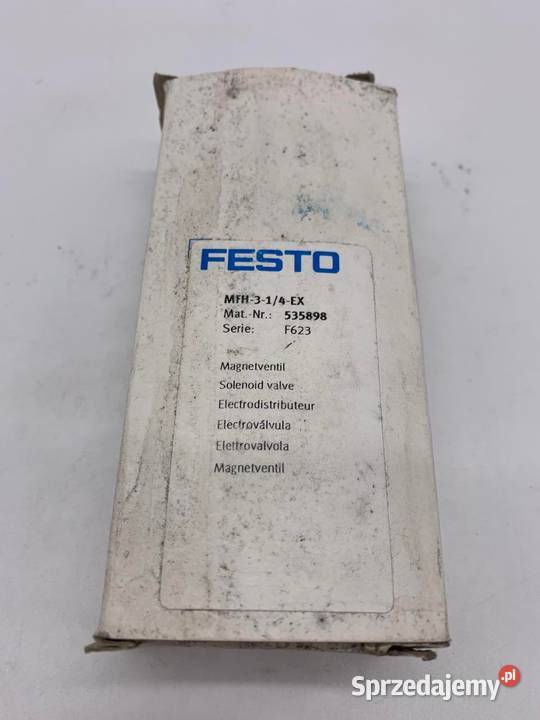 FESTO
MFH-3-1/4-EX
Mat.-Nr.: 535898
Serie: F623
Magnetventil
Solenoid valve
Electrodistributeur
Electroválvula
Elettrovalvola
Magnetventil
Sprzedajemy.pl